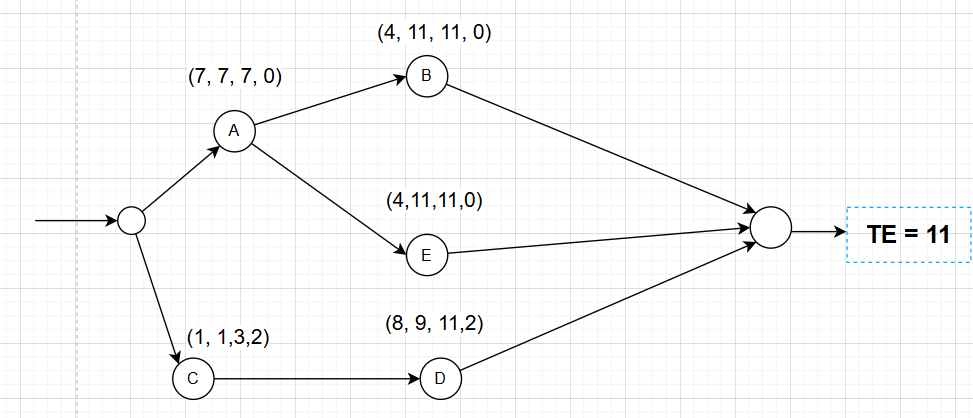 (4, 11, 11, 0)
B
(7, 7, 7, 0)
A
(4,11,11,0)
E
TE = 11
(8, 9, 11,2)
(1, 1,3,2)
C
D